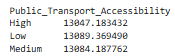 Public_Transport_Accessibility
High      13047.183432
Low       13089.369490
Medium    13084.187762